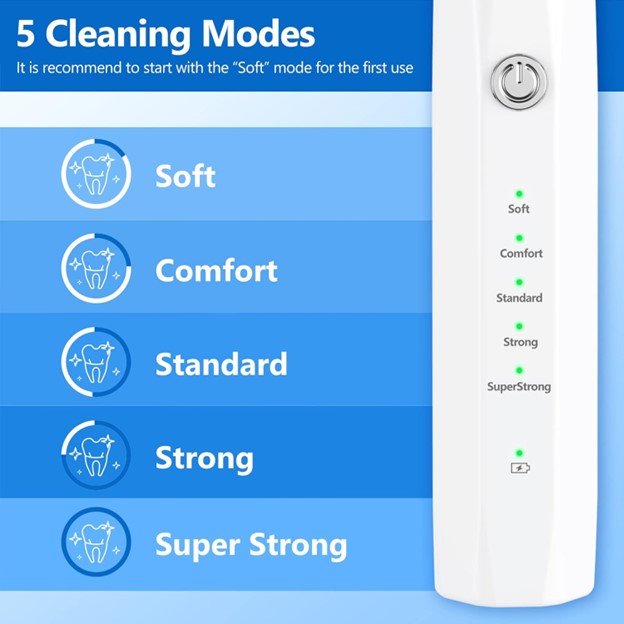 5 Cleaning Modes
It is recommend to start with the “Soft” mode for the first use
Soft
Comfort
Standard
Strong
Super Strong
Soft
Comfort
Standard
Strong
SuperStrong